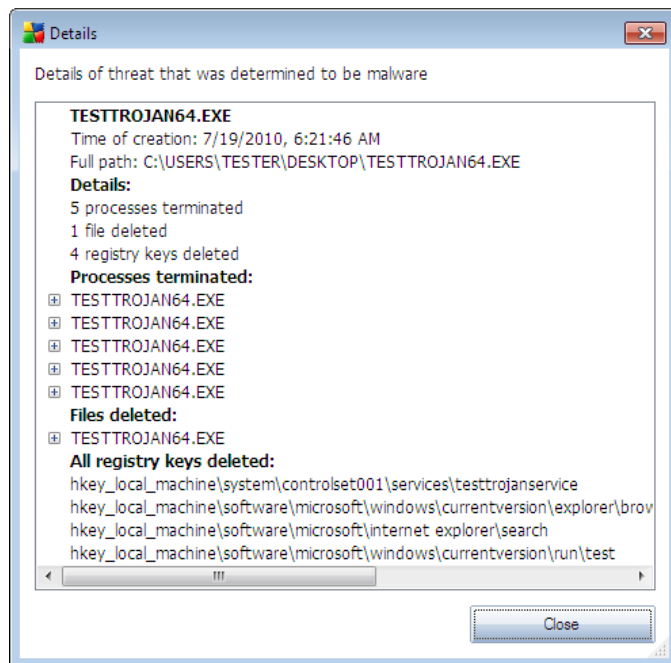 Details
Details of threat that was determined to be malware
TESTTROJAN64.EXE
Time of creation: 7/19/2010, 6:21:46 AM
Full path: C:\USERS\TESTER\DESKTOP\TESTTROJAN64.EXE
Details:
5 processes terminated
1 file deleted
4 registry keys deleted
Processes terminated:
TESTTROJAN64.EXE
TESTTROJAN64.EXE
TESTTROJAN64.EXE
TESTTROJAN64.EXE
TESTTROJAN64.EXE
Files deleted:
TESTTROJAN64.EXE
All registry keys deleted:
hkey_local_machine\system\controlset001\services\testtrojanservice
hkey_local_machine\software\microsoft\windows\currentversion\explorer\brow
hkey_local_machine\software\microsoft\internet explorer\search
hkey_local_machine\software\microsoft\windows\currentversion\run\test
Close